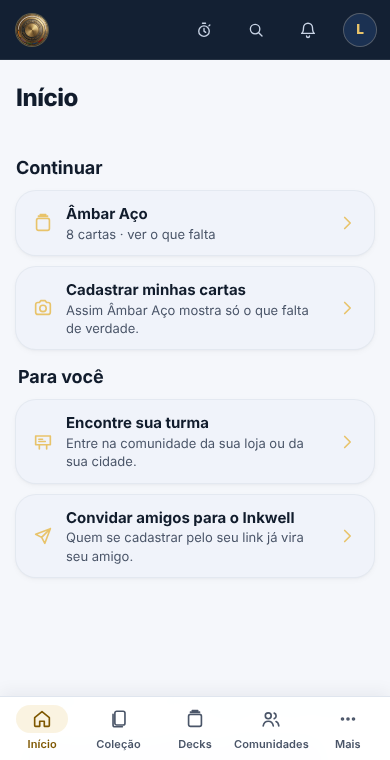 L
Início
Continuar
Âmbar Aço
8 cartas · ver o que falta
Cadastrar minhas cartas
Assim Âmbar Aço mostra só o que falta
de verdade.
Para você
Encontre sua turma
Entre na comunidade da sua loja ou da
sua cidade.
Convidar amigos para o Inkwell
Quem se cadastrar pelo seu link já vira
seu amigo.
Início Coleção Decks Comunidades Mais